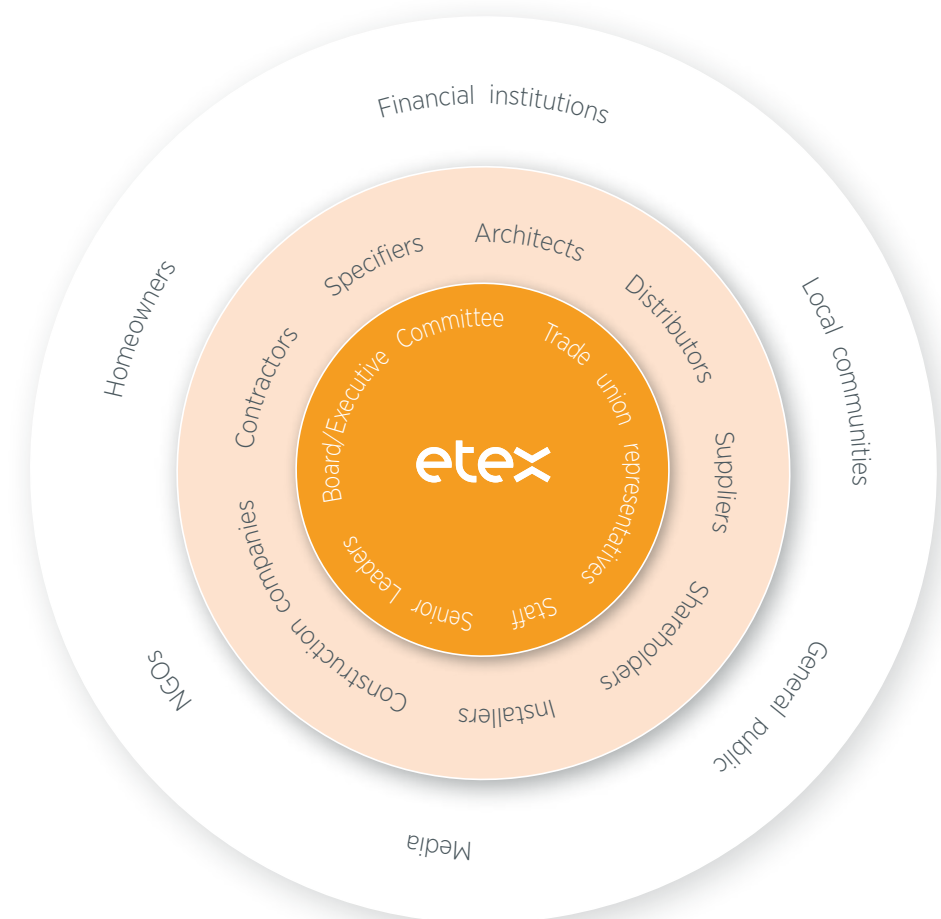 Financial institutions
Local communities
General public
Media
NGOs
Homeowners
Architects
Distributors
Suppliers
Shareholders
Installers
Construction companies
Contractors
Specifiers
Board/Executive Committee
Trade union representatives
Staff
Senior Leaders
etex